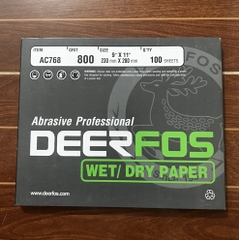 ITEM GRIT SIZE Q'TY
AC768 800 9" X 11" 100 SHEETS
230 mm X 280 mm
DEERFOS
Abrasive Professional
DEERFOS
WET/ DRY PAPER
www.deerfos.com